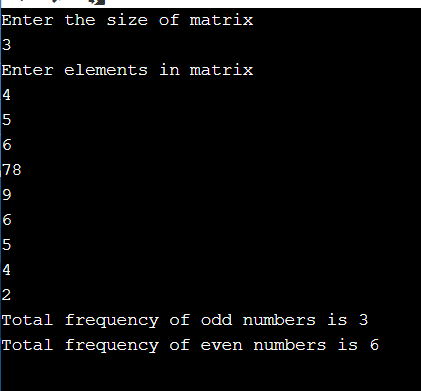 Enter the size of matrix
3
Enter elements in matrix
4
5
6
78
9
6
5
4
2
Total frequency of odd numbers is 3
Total frequency of even numbers is 6